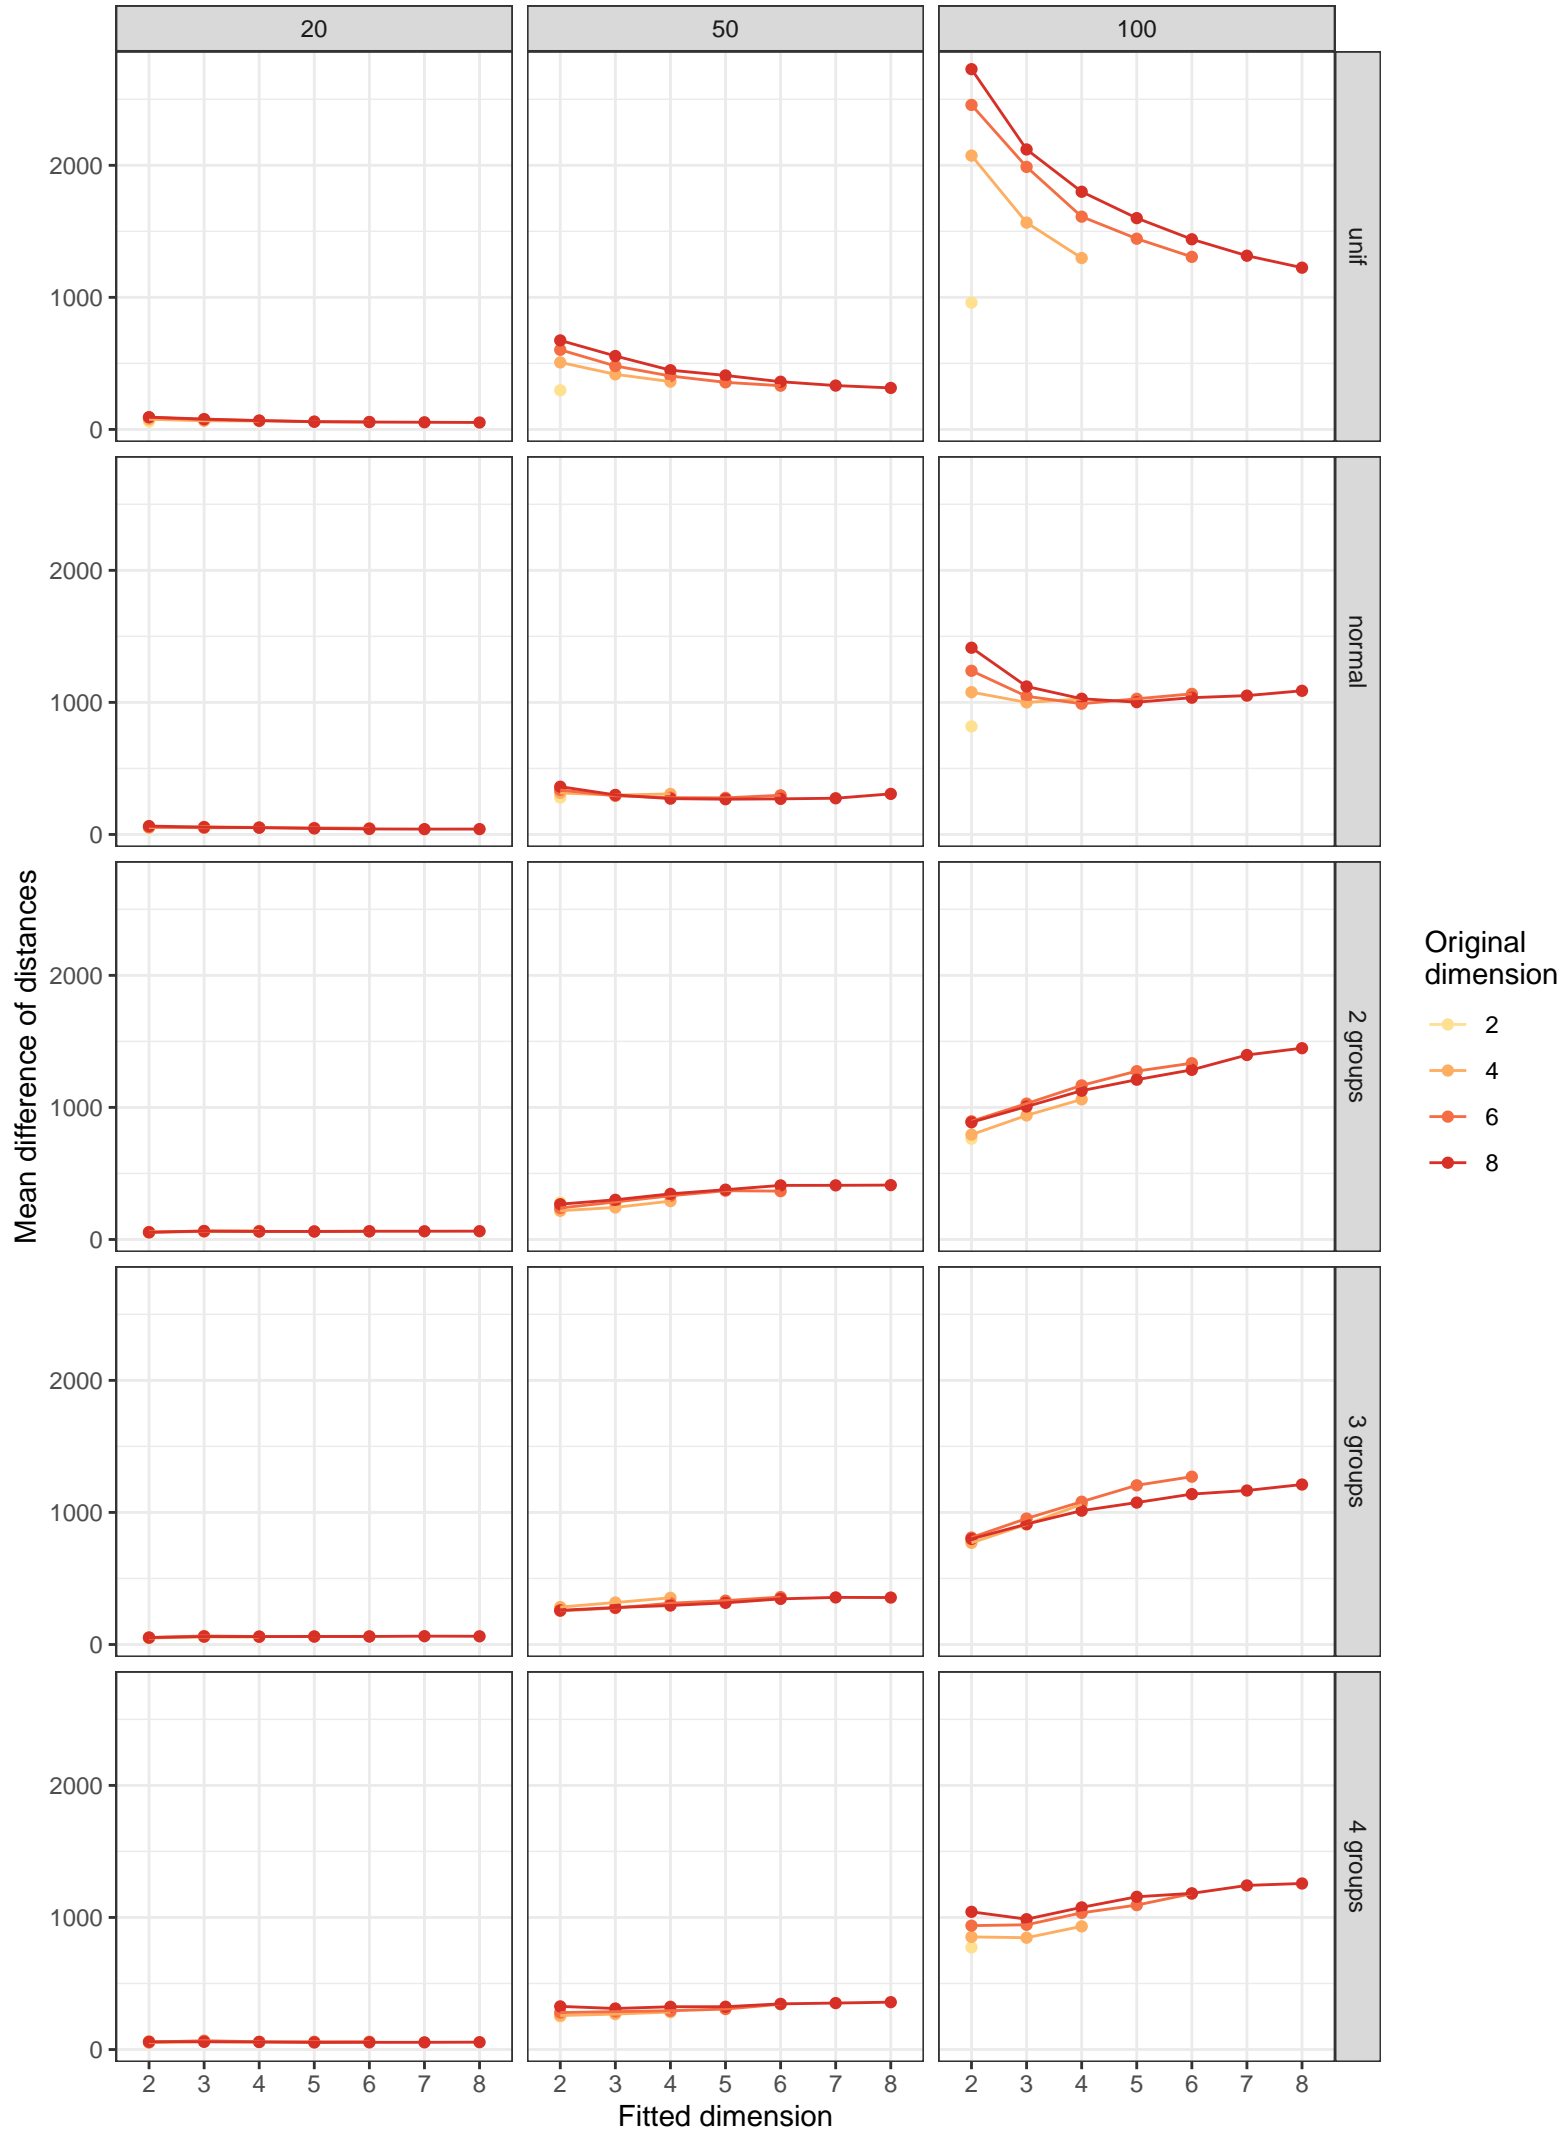 20 50 100
2000
1000
0
unif
2000
1000
0
normal
Mean difference of distances
2000
1000
0
2 groups
Original
dimension
2
4
6
8
2000
1000
0
3 groups
2000
1000
0
4 groups
2 3 4 5 6 7 8 2 3 4 5 6 7 8 2 3 4 5 6 7 8
Fitted dimension